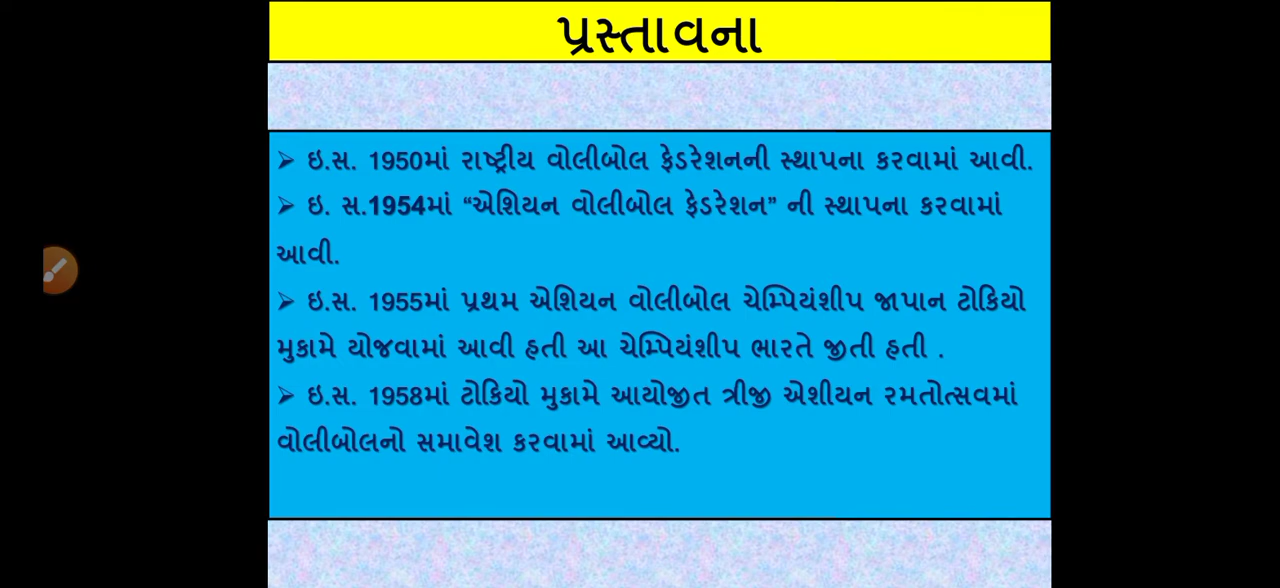 પ્રસ્તાવના
➢ ઇ.સ. 1950માં રાષ્ટ્રીય વોલીબોલ ફેડરેશનની સ્થાપના કરવામાં આવી.
➢ ઇ. સ.1954માં “એશિયન વોલીબોલ ફેડરેશન” ની સ્થાપના કરવામાં
આવી.
➢ ઇ.સ. 1955માં પ્રથમ એશિયન વોલીબોલ ચેમ્પિયંશીપ જાપાન ટોકિયો
મુકામે યોજવામાં આવી હતી આ ચેમ્પિયંશીપ ભારતે જીતી હતી .
➢ ઇ.સ. 1958માં ટોકિયો મુકામે આયોજીત ત્રીજી એશીયન રમતોત્સવમાં
વોલીબોલનો સમાવેશ કરવામાં આવ્યો.